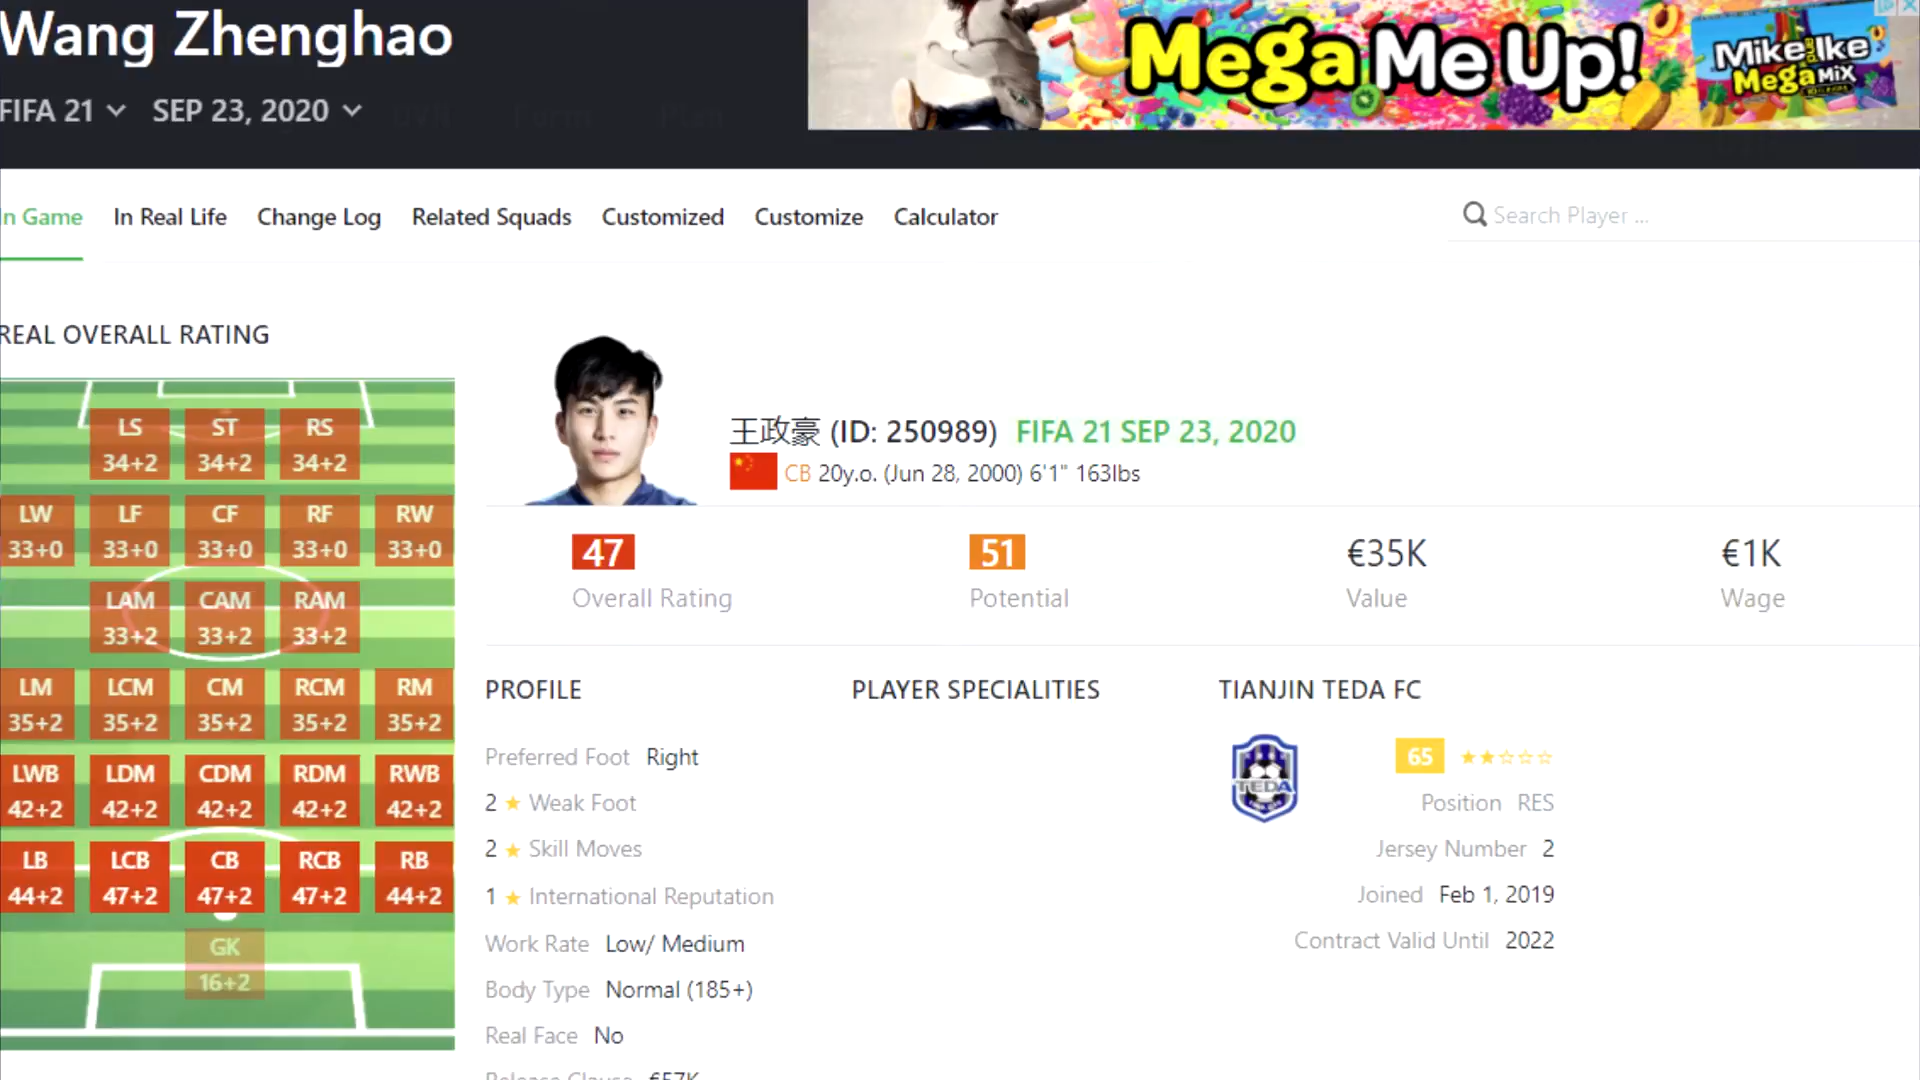 Wang Zhenghao
FIFA 21 SEP 23, 2020
Mega Me Up!
Mike and Ike
Mega Mix
In Game In Real Life Change Log Related Squads Customized Customize Calculator
Search Player ...
REAL OVERALL RATING
LS ST RS
34+2 34+2 34+2
LW LF CF RF RW
33+0 33+0 33+0 33+0 33+0
LAM CAM RAM
33+2 33+2 33+2
LM LCM CM RCM RM
35+2 35+2 35+2 35+2 35+2
LWB LDM CDM RDM RWB
42+2 42+2 42+2 42+2 42+2
LB LCB CB RCB RB
44+2 47+2 47+2 47+2 44+2
GK
16+2
王政豪 (ID: 250989) FIFA 21 SEP 23, 2020
CB 20y.o. (Jun 28, 2000) 6'1" 163lbs
47 51 €35K €1K
Overall Rating Potential Value Wage
PROFILE
Preferred Foot Right
2 ★ Weak Foot
2 ★ Skill Moves
1 ★ International Reputation
Work Rate Low/ Medium
Body Type Normal (185+)
Real Face No
Release Clause €57K
PLAYER SPECIALITIES
TIANJIN TEDA FC
TEDA
65 ★★☆☆☆
Position RES
Jersey Number 2
Joined Feb 1, 2019
Contract Valid Until 2022